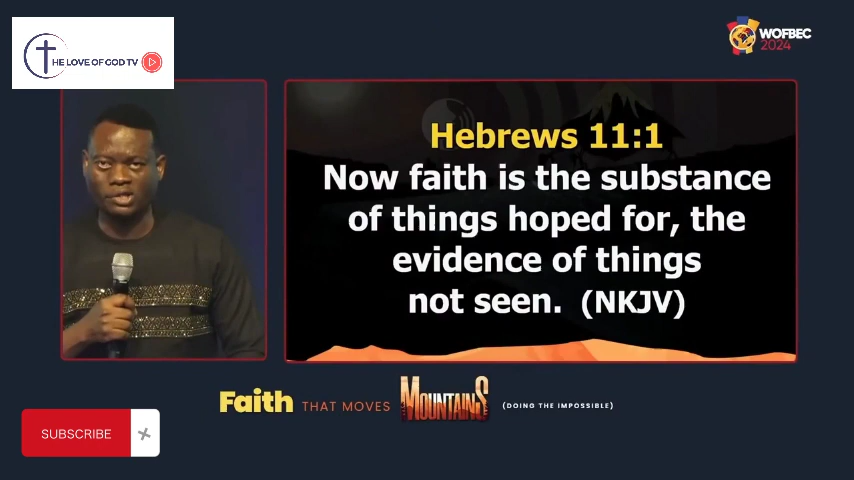 THE LOVE OF GOD TV
WOFBEC
2024
Hebrews 11:1
Now faith is the substance
of things hoped for, the
evidence of things
not seen. (NKJV)
Faith THAT MOVES MOUNTAINS (DOING THE IMPOSSIBLE)
SUBSCRIBE